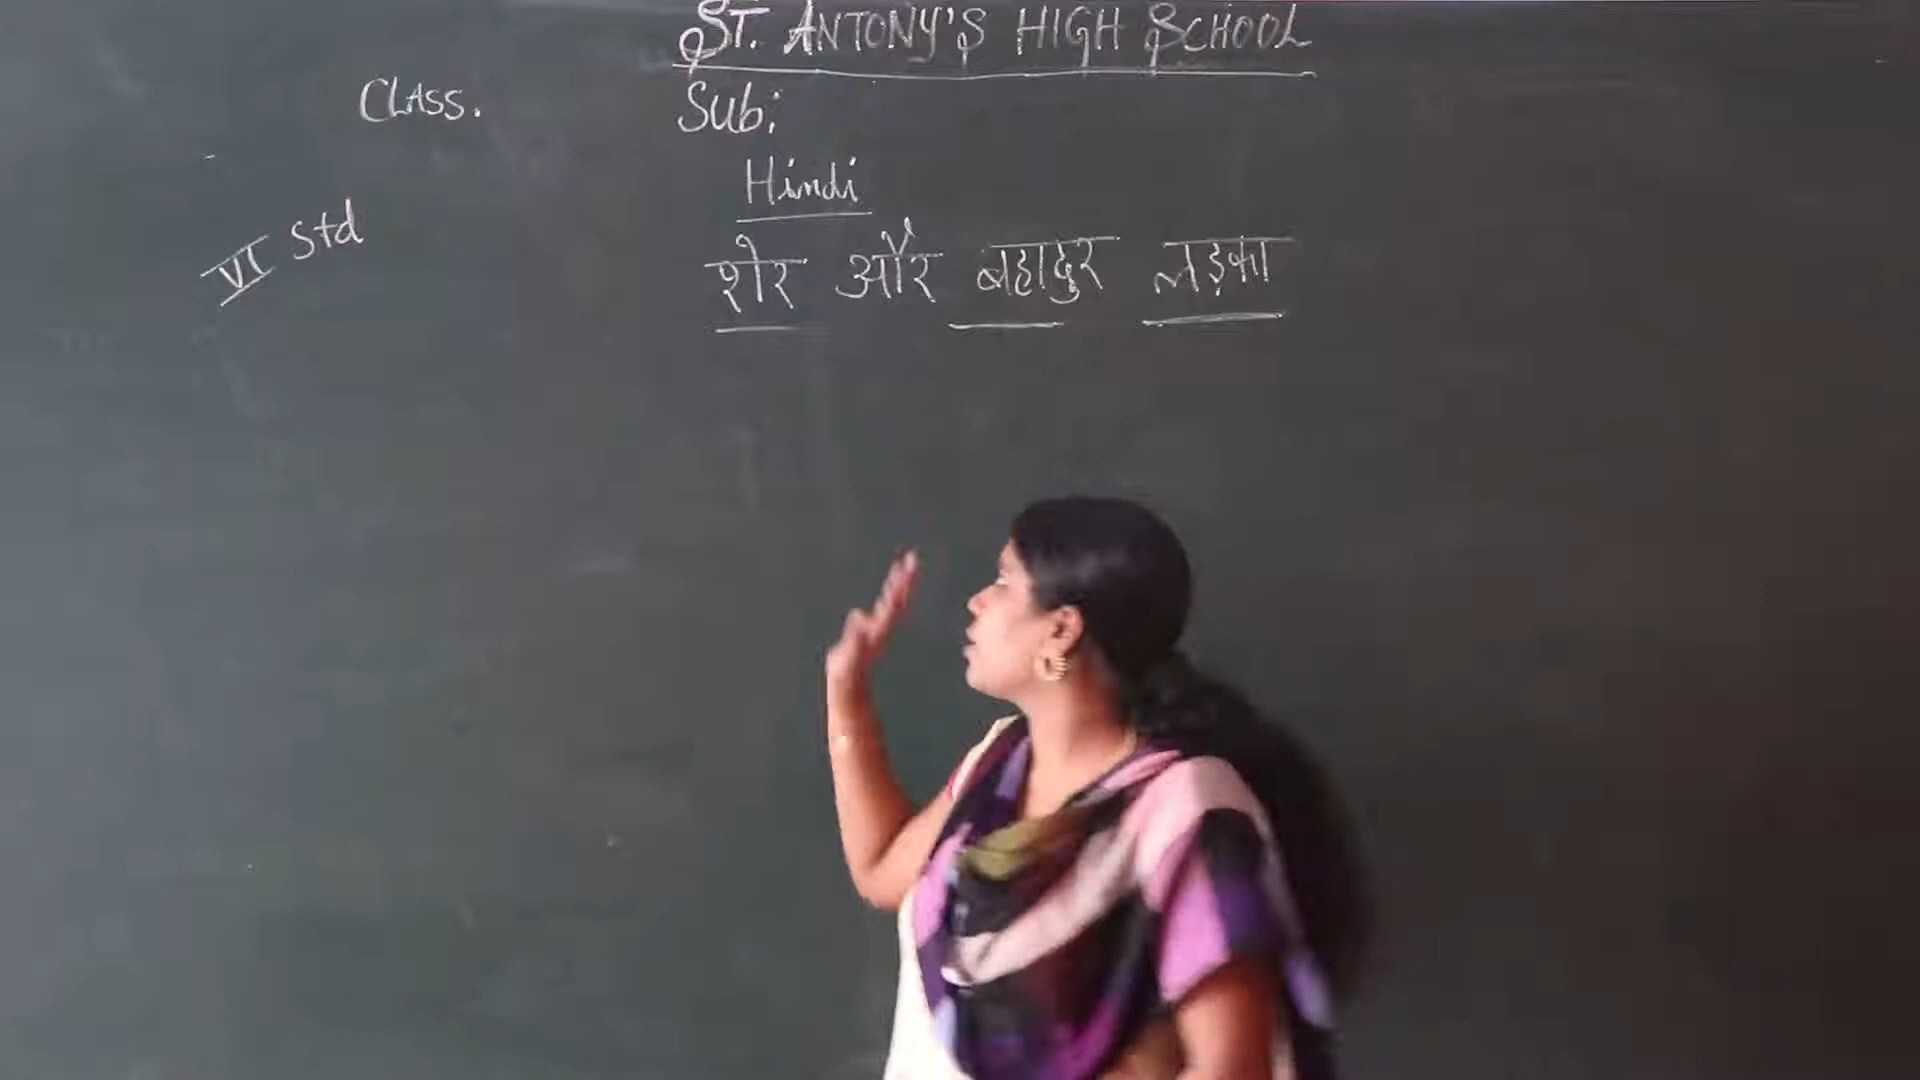 ST. ANTONY'S HIGH SCHOOL
CLASS. Sub:
Hindi
VI Std
शेर और बहादुर लड़का